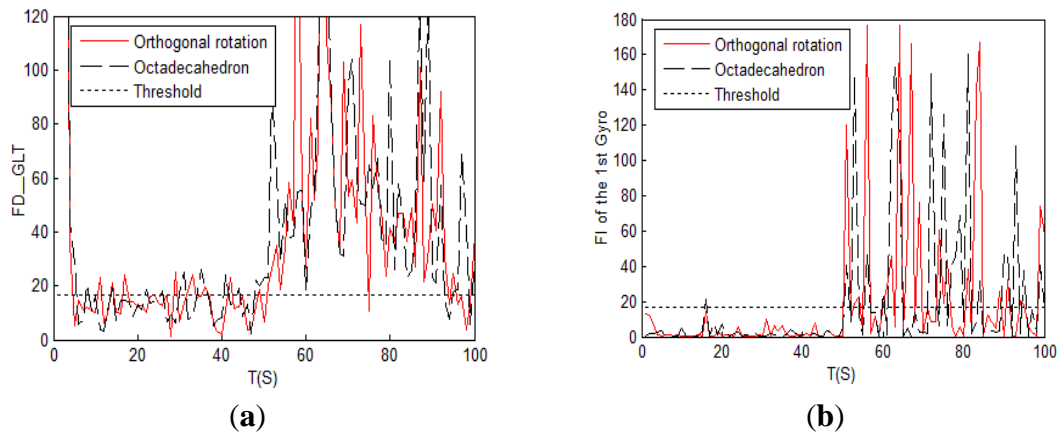 120
100
80
60
40
20
0
FD__GLT
Orthogonal rotation
Octadecahedron
Threshold
0 20 40 60 80 100
T(S)
(a)
180
160
140
120
100
80
60
40
20
0
FI of the 1st Gyro
Orthogonal rotation
Octadecahedron
Threshold
0 20 40 60 80 100
T(S)
(b)